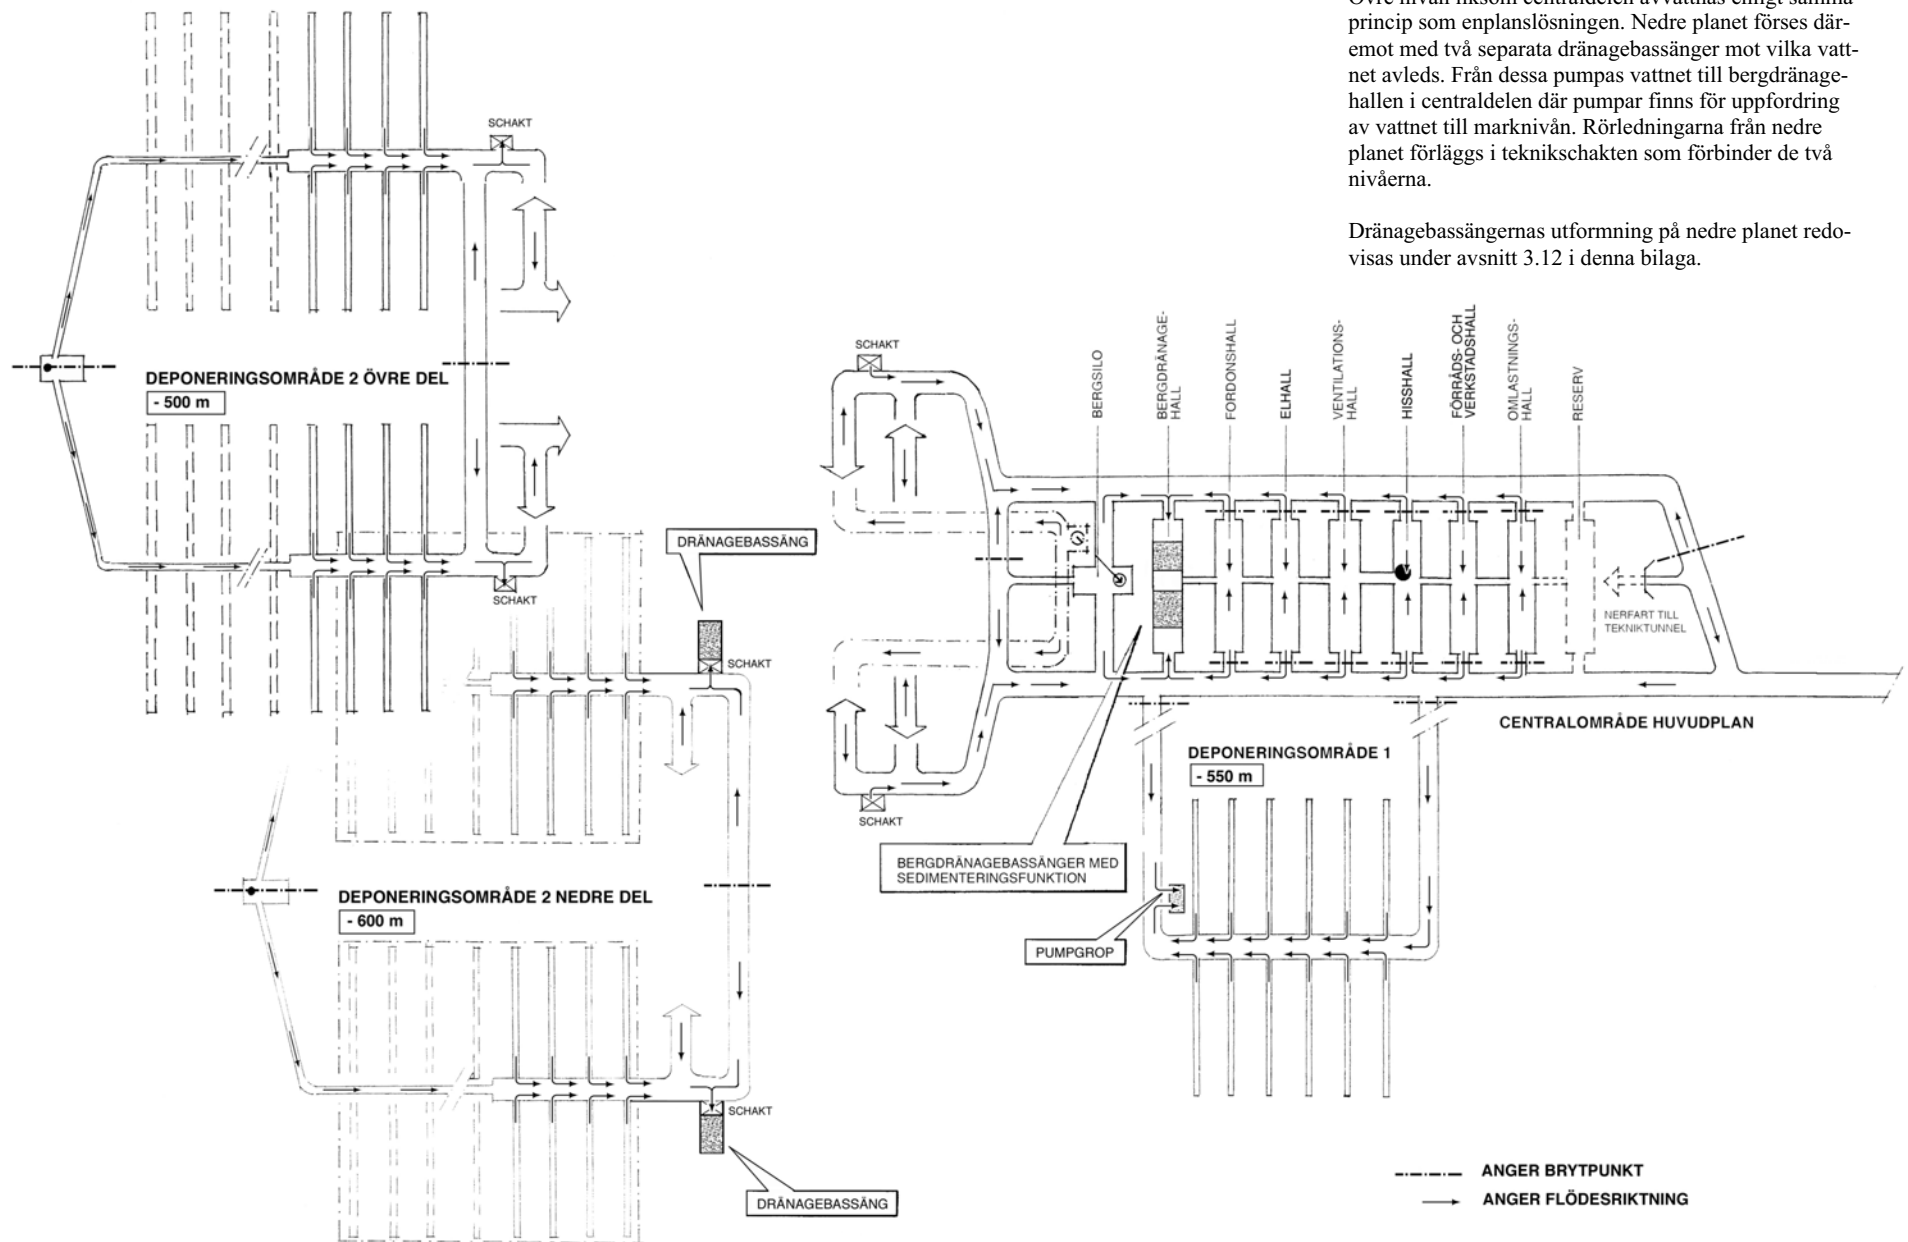 Övre nivån liksom centraldelen avvattnas enligt samma
princip som enplanslösningen. Nedre planet förses där-
emot med två separata dränagebassänger mot vilka vatt-
net avleds. Från dessa pumpas vattnet till bergdränage-
hallen i centraldelen där pumpar finns för uppfordring
av vattnet till marknivån. Rörledningarna från nedre
planet förläggs i teknikschakten som förbinder de två
nivåerna.
Dränagebassängernas utformning på nedre planet redo-
visas under avsnitt 3.12 i denna bilaga.
SCHAKT
DEPONERINGSOMRÅDE 2 ÖVRE DEL
- 500 m
SCHAKT
DRÄNAGEBASSÄNG
SCHAKT
DEPONERINGSOMRÅDE 2 NEDRE DEL
- 600 m
SCHAKT
DRÄNAGEBASSÄNG
SCHAKT
BERGSILO
BERGDRÄNAGE-
HALL
FORDONSHALL
ELHALL
VENTILATIONS-
HALL
HISSHALL
FÖRRÅDS- OCH
VERKSTADSHALL
OMLASTNINGS-
HALL
RESERV
NERFART TILL
TEKNIKTUNNEL
CENTRALOMRÅDE HUVUDPLAN
SCHAKT
BERGDRÄNAGEBASSÄNGER MED
SEDIMENTERINGSFUNKTION
DEPONERINGSOMRÅDE 1
- 550 m
PUMPGROP
ANGER BRYTPUNKT
ANGER FLÖDESRIKTNING